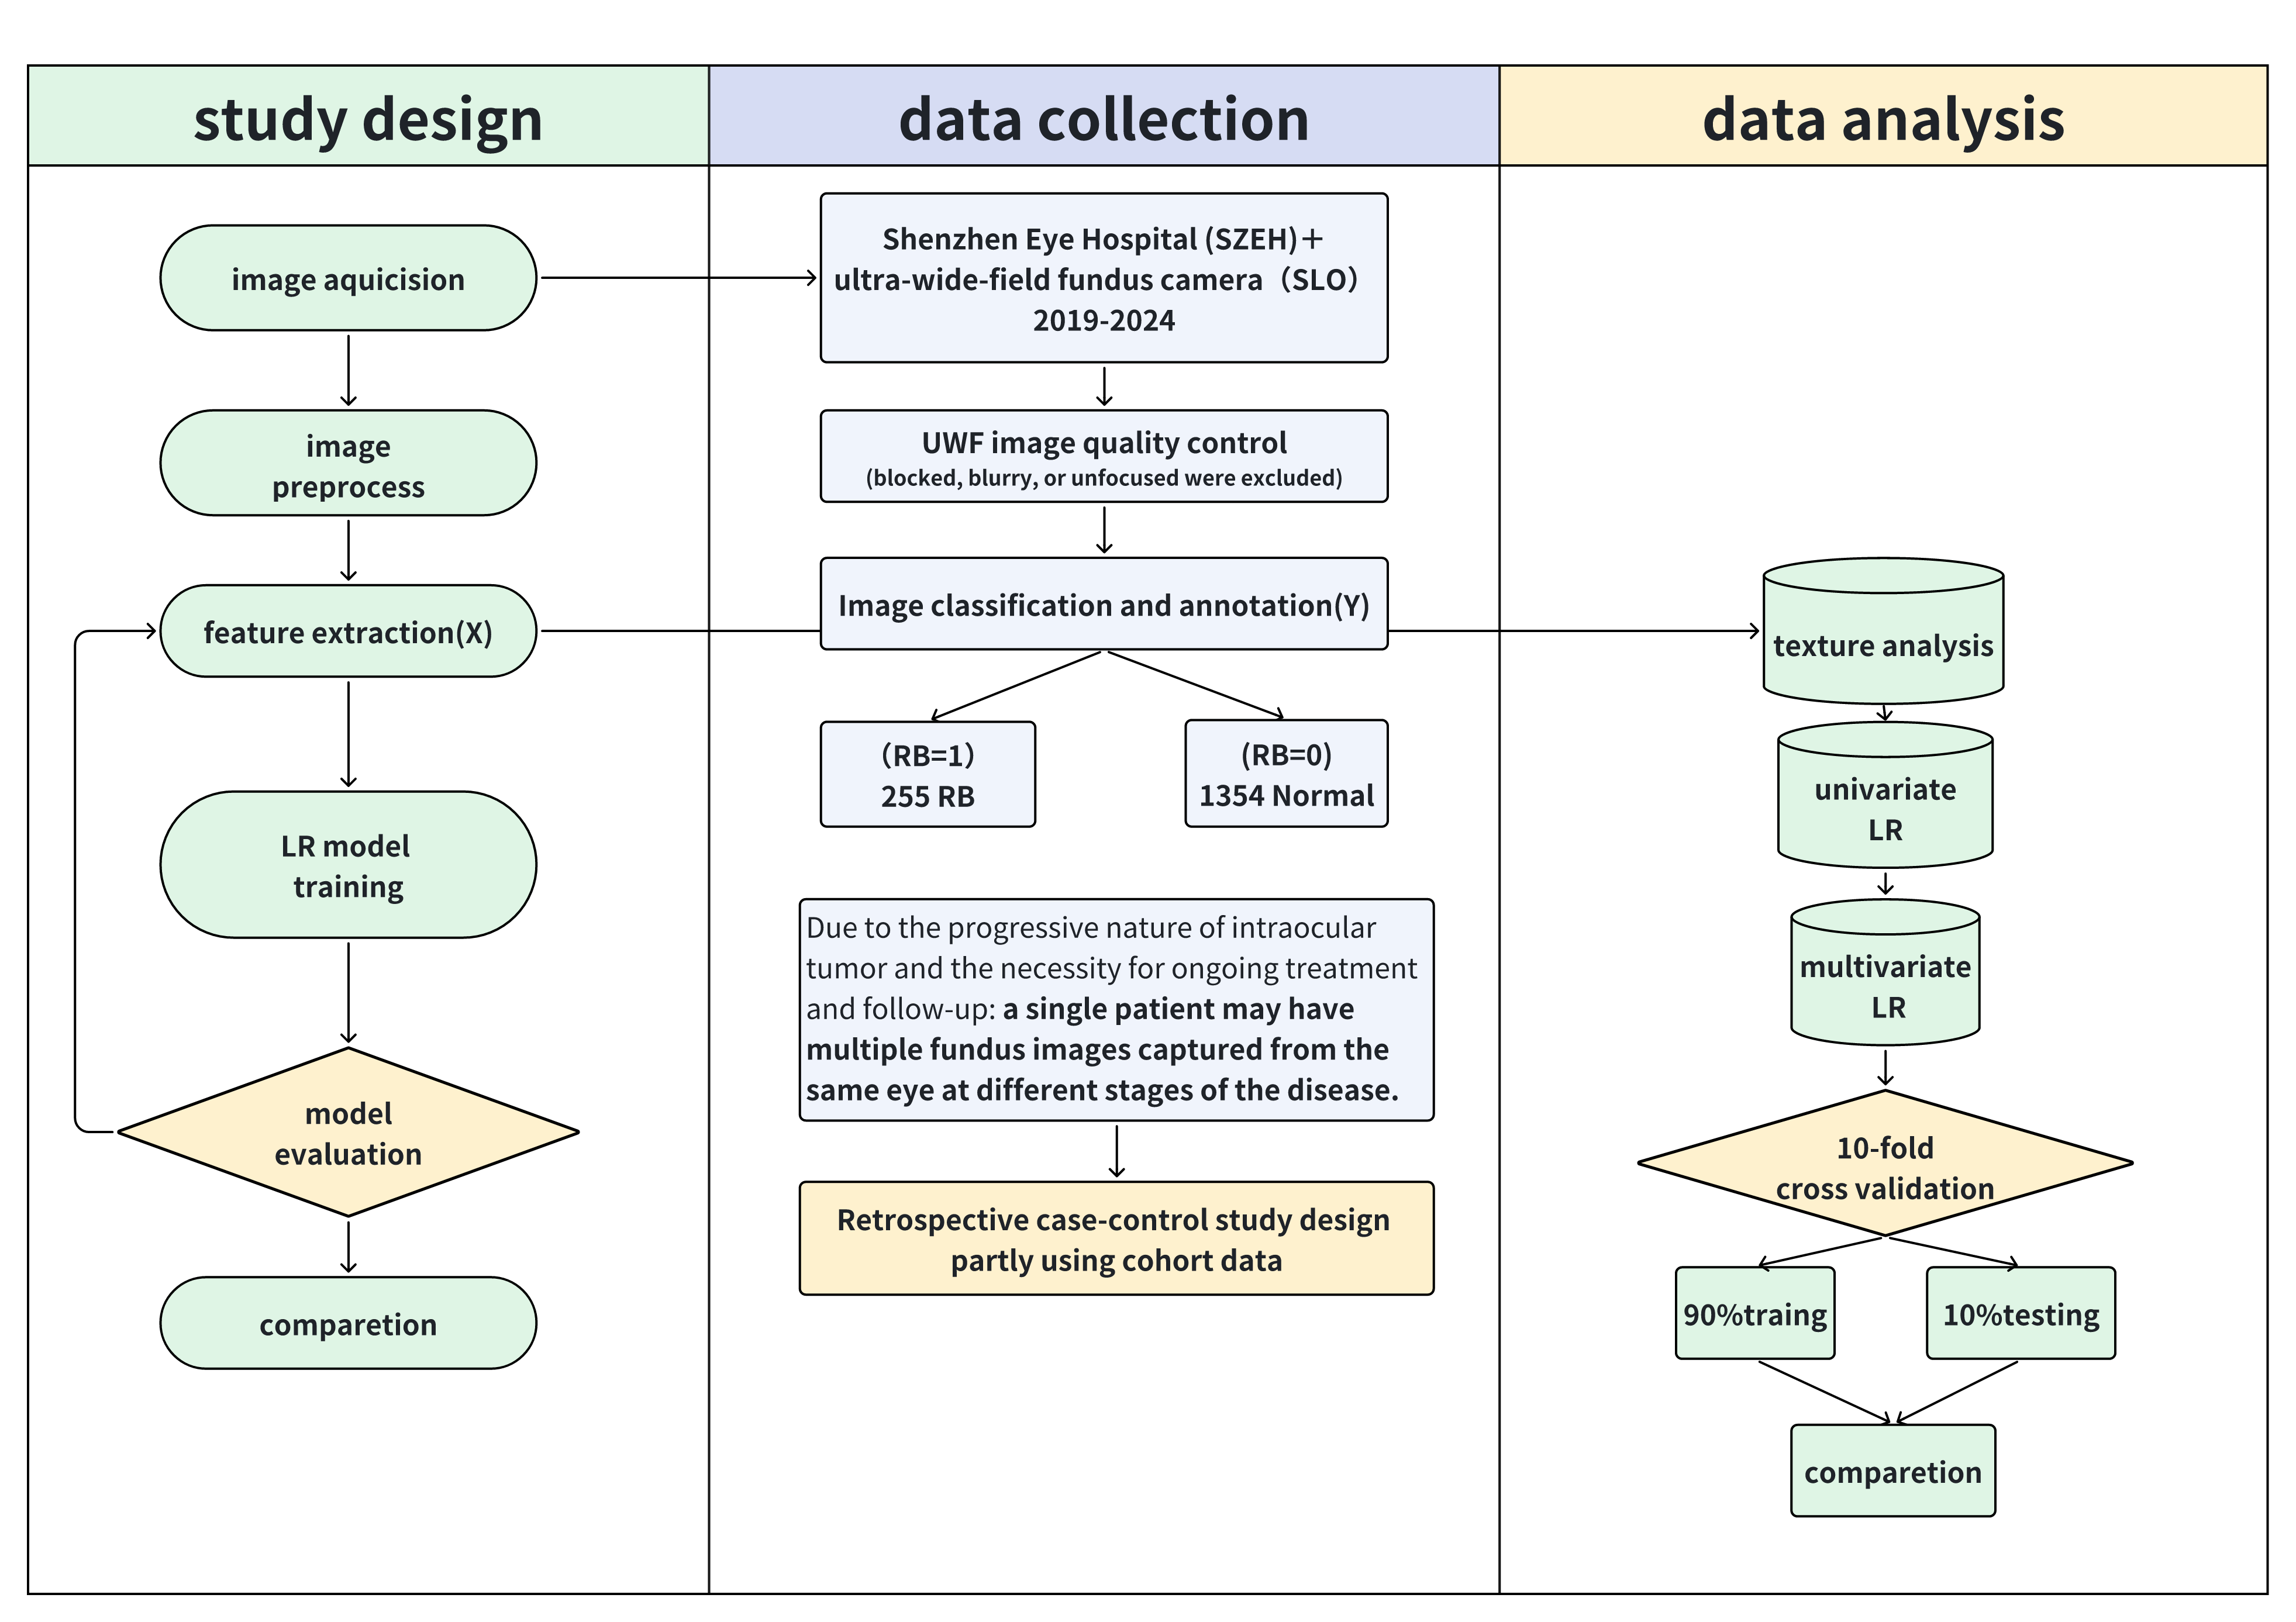 study design
data collection
data analysis
image aquicision
image
preprocess
feature extraction(X)
LR model
training
model
evaluation
comparetion
Shenzhen Eye Hospital (SZEH)＋
ultra-wide-field fundus camera（SLO）
2019-2024
UWF image quality control
(blocked, blurry, or unfocused were excluded)
Image classification and annotation(Y)
（RB=1）
255 RB
(RB=0)
1354 Normal
Due to the progressive nature of intraocular
tumor and the necessity for ongoing treatment
and follow-up: a single patient may have
multiple fundus images captured from the
same eye at different stages of the disease.
Retrospective case-control study design
partly using cohort data
texture analysis
univariate
LR
multivariate
LR
10-fold
cross validation
90%traing
10%testing
comparetion